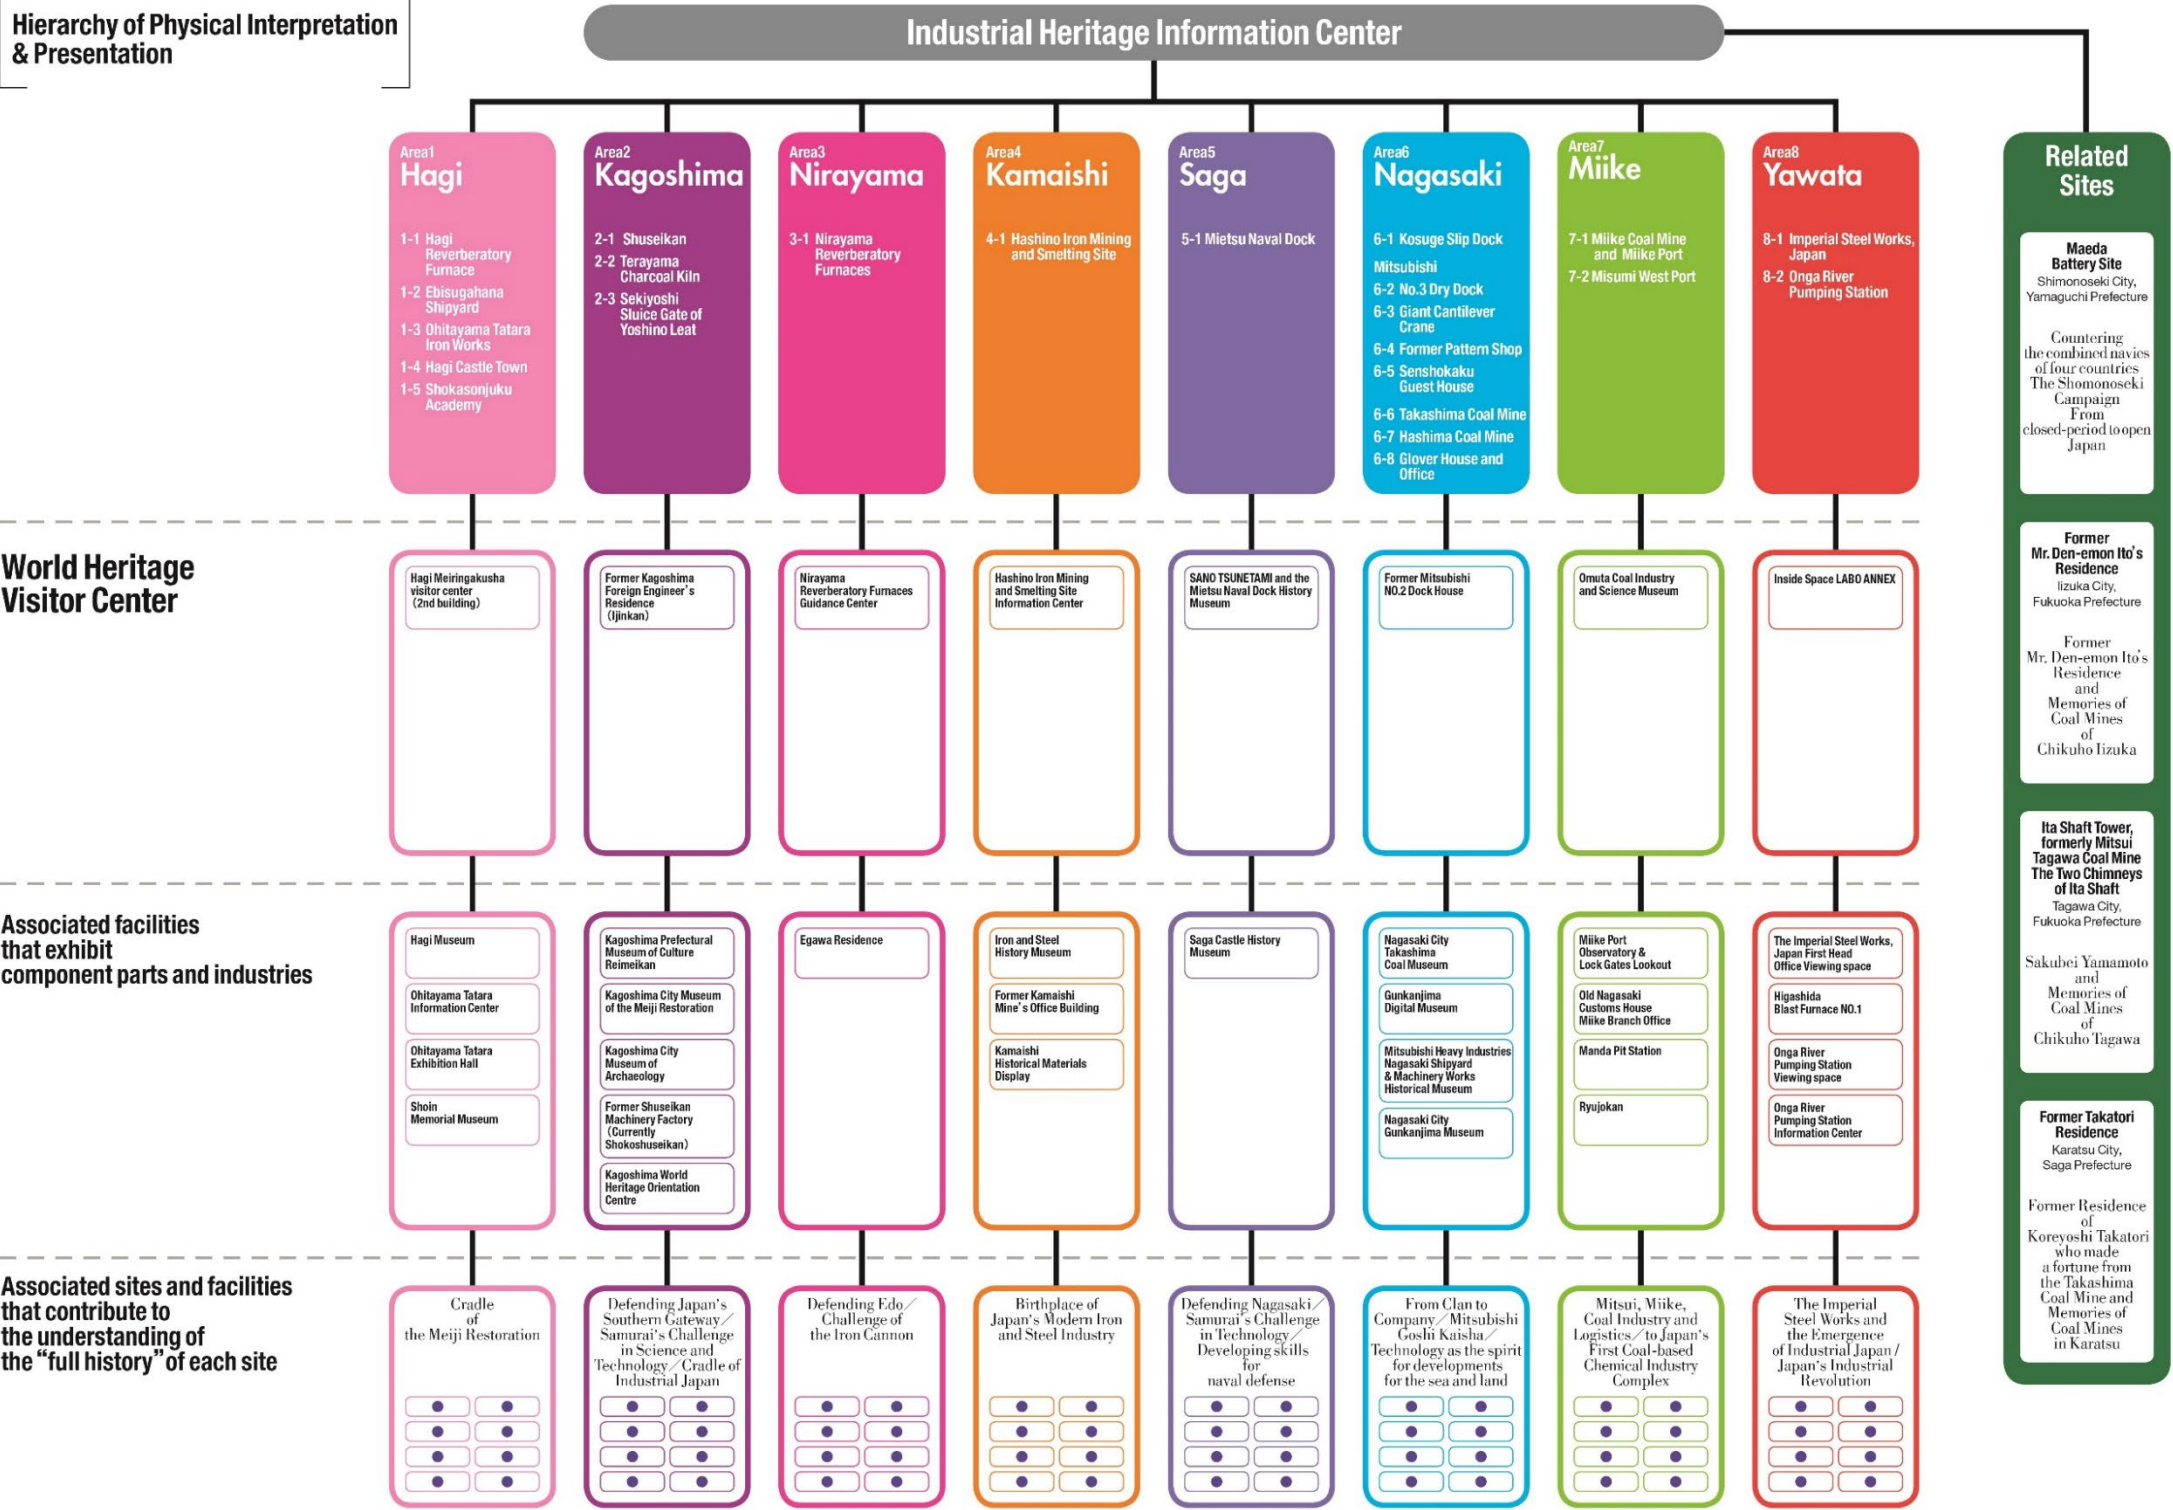 Hierarchy of Physical Interpretation
& Presentation
Industrial Heritage Information Center
Area1
Hagi
1-1 Hagi
Reverberatory
Furnace
1-2 Ebisugahana
Shipyard
1-3 Ohitayama Tatara
Iron Works
1-4 Hagi Castle Town
1-5 Shokasonjuku
Academy
Area2
Kagoshima
2-1 Shuseikan
2-2 Terayama
Charcoal Kiln
2-3 Sekiyoshi
Sluice Gate of
Yoshino Leat
Area3
Nirayama
3-1 Nirayama
Reverberatory
Furnaces
Area4
Kamaishi
4-1 Hashino Iron Mining
and Smelting Site
Area5
Saga
5-1 Mietsu Naval Dock
Area6
Nagasaki
6-1 Kosuge Slip Dock
Mitsubishi
6-2 No.3 Dry Dock
6-3 Giant Cantilever
Crane
6-4 Former Pattern Shop
6-5 Senshokaku
Guest House
6-6 Takashima Coal Mine
6-7 Hashima Coal Mine
6-8 Glover House and
Office
Area7
Miike
7-1 Miike Coal Mine
and Miike Port
7-2 Misumi West Port
Area8
Yawata
8-1 Imperial Steel Works,
Japan
8-2 Onga River
Pumping Station
Related
Sites
Maeda
Battery Site
Shimonoseki City,
Yamaguchi Prefecture
Countering
the combined navies
of four countries
The Shomonoseki
Campaign
From
closed-period to open
Japan
Former
Mr. Den-emon Ito's
Residence
Iizuka City,
Fukuoka Prefecture
Former
Mr. Den-emon Ito's
Residence
and
Memories of
Coal Mines
of
Chikuho Iizuka
Ita Shaft Tower,
formerly Mitsui
Tagawa Coal Mine
The Two Chimneys
of Ita Shaft
Tagawa City,
Fukuoka Prefecture
Sakubei Yamamoto
and
Memories of
Coal Mines
of
Chikuho Tagawa
Former Takatori
Residence
Karatsu City,
Saga Prefecture
Former Residence
of
Koreyoshi Takatori
who made
a fortune from
the Takashima
Coal Mine and
Memories of
Coal Mines
in Karatsu
World Heritage
Visitor Center
Hagi Meiringakusha
visitor center
(2nd building)
Former Kagoshima
Foreign Engineer's
Residence
(Ijinkan)
Nirayama
Reverberatory Furnaces
Guidance Center
Hashino Iron Mining
and Smelting Site
Information Center
SANO TSUNETAMI and the
Mietsu Naval Dock History
Museum
Former Mitsubishi
NO.2 Dock House
Omuta Coal Industry
and Science Museum
Inside Space LABO ANNEX
Associated facilities
that exhibit
component parts and industries
Hagi Museum
Ohitayama Tatara
Information Center
Ohitayama Tatara
Exhibition Hall
Shoin
Memorial Museum
Kagoshima Prefectural
Museum of Culture
Reimeikan
Kagoshima City Museum
of the Meiji Restoration
Kagoshima City
Museum of
Archaeology
Former Shuseikan
Machinery Factory
(Currently
Shokoshuseikan)
Kagoshima World
Heritage Orientation
Centre
Egawa Residence
Iron and Steel
History Museum
Former Kamaishi
Mine's Office Building
Kamaishi
Historical Materials
Display
Saga Castle History
Museum
Nagasaki City
Takashima
Coal Museum
Gunkanjima
Digital Museum
Mitsubishi Heavy Industries
Nagasaki Shipyard
& Machinery Works
Historical Museum
Nagasaki City
Gunkanjima Museum
Miike Port
Observatory &
Lock Gates Lookout
Old Nagasaki
Customs House
Miike Branch Office
Manda Pit Station
Ryujokan
The Imperial Steel Works,
Japan First Head
Office Viewing space
Higashida
Blast Furnace NO.1
Onga River
Pumping Station
Viewing space
Onga River
Pumping Station
Information Center
Associated sites and facilities
that contribute to
the understanding of
the “full history”of each site
Cradle
of
the Meiji Restoration
Defending Japan's
Southern Gateway/
Samurai's Challenge
in Science and
Technology/Cradle of
Industrial Japan
Defending Edo/
Challenge of
the Iron Cannon
Birthplace of
Japan's Modern Iron
and Steel Industry
Defending Nagasaki/
Samurai's Challenge
in Technology/
Developing skills
for
naval defense
From Clan to
Company/Mitsubishi
Goshi Kaisha/
Technology as the spirit
for developments
for the sea and land
Mitsui, Miike,
Coal Industry and
Logistics/to Japan's
First Coal-based
Chemical Industry
Complex
The Imperial
Steel Works and
the Emergence
of Industrial Japan /
Japan's Industrial
Revolution